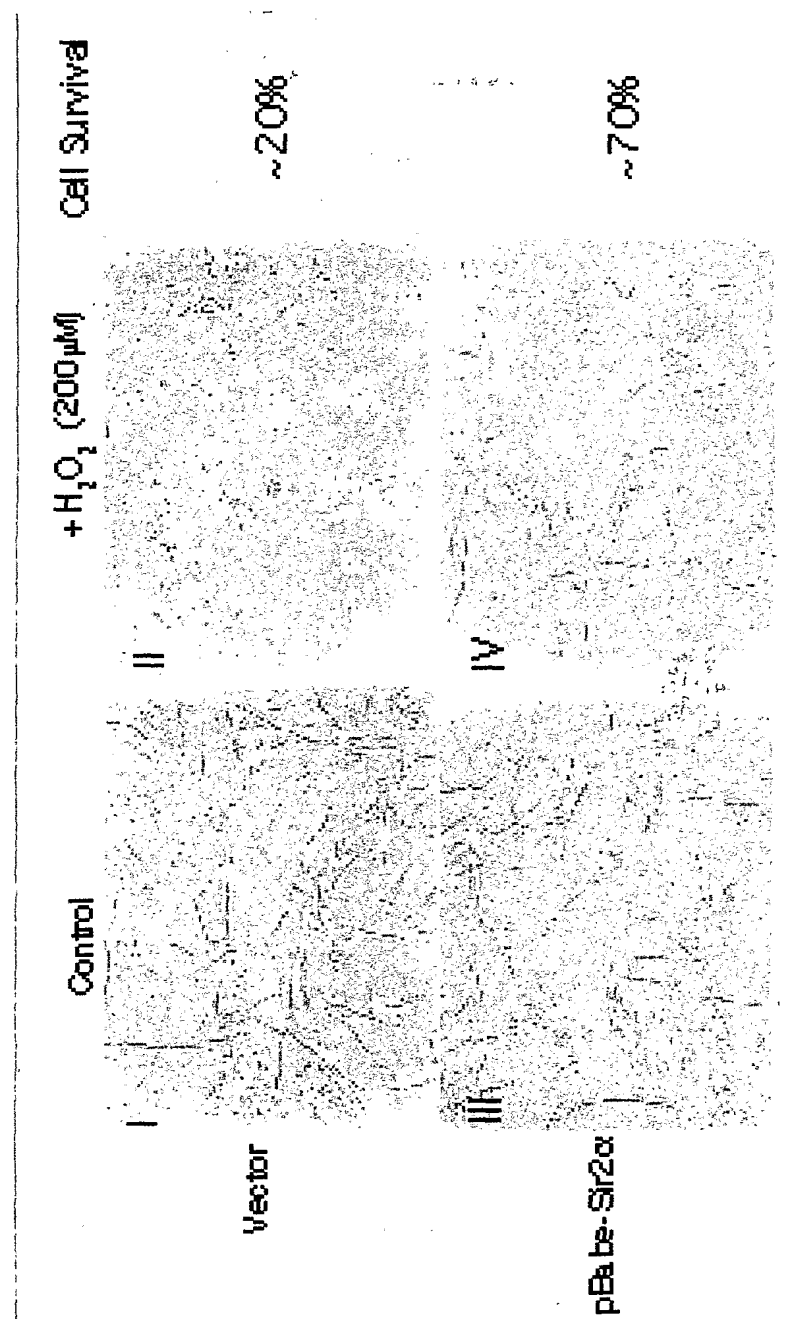 Control
+ H₂O₂ (200µM)
Cell Survival
Vector
I
II
~20%
pBabe-Sir2α
III
IV
~70%